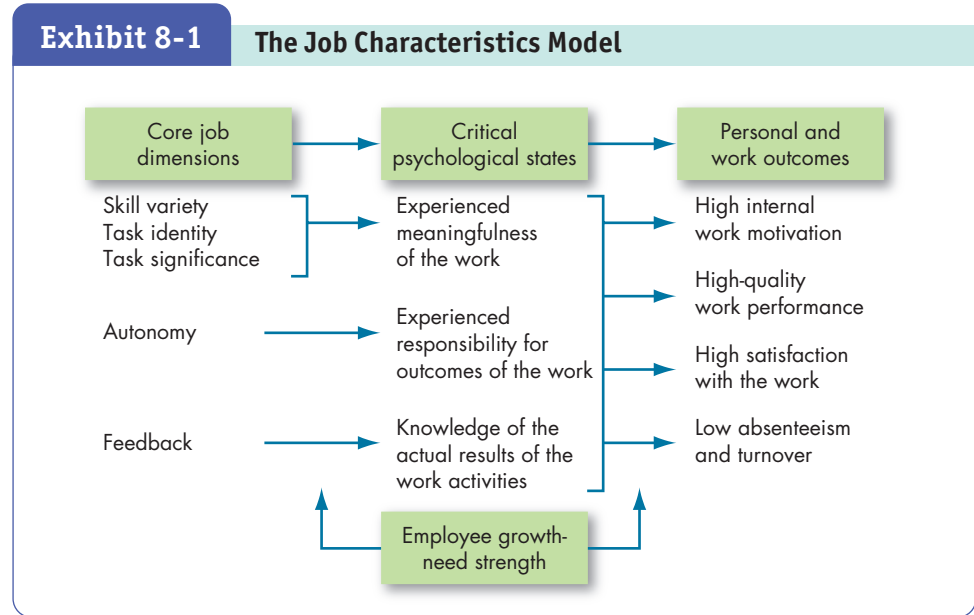 Exhibit 8-1
The Job Characteristics Model
Core job
dimensions
Critical
psychological states
Personal and
work outcomes
Skill variety
Task identity
Task significance
Experienced
meaningfulness
of the work
High internal
work motivation
High-quality
work performance
Autonomy
Experienced
responsibility for
outcomes of the work
High satisfaction
with the work
Feedback
Knowledge of the
actual results of the
work activities
Low absenteeism
and turnover
Employee growth-
need strength